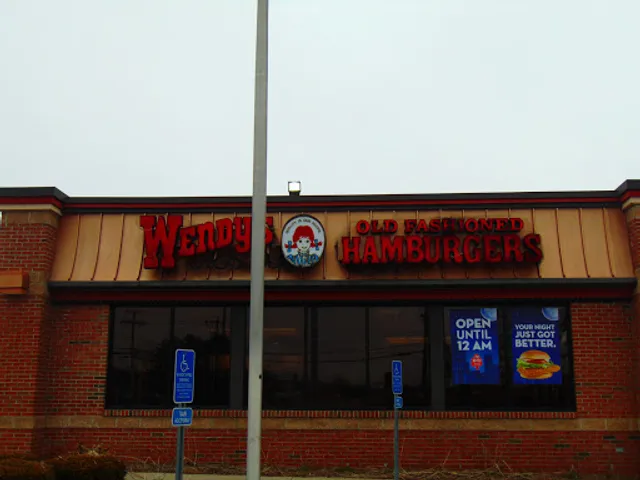 Wendy's
OLD FASHIONED
HAMBURGERS
OPEN
UNTIL
12 AM
YOUR NIGHT
JUST GOT
BETTER.